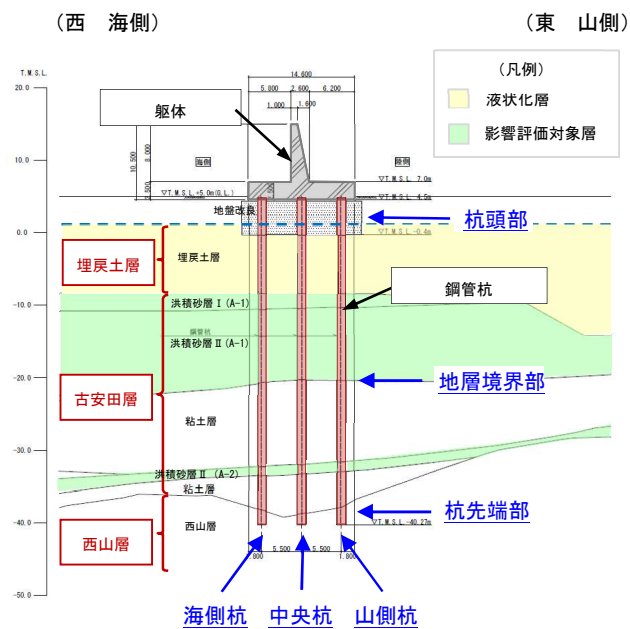 （西　海側）
（東　山側）
T.M.S.L.
（凡例）
液状化層
影響評価対象層
14.600
5.800 2.600 6.200
1.000 1.600
20.0
躯体
10.500
8.000
2.500
海側
陸側
10.0
▽T.M.S.L. 7.0m
▽T.M.S.L.+5.0m(G.L.)
▽T.M.S.L. 4.5m
地盤改良
杭頭部
0.0
▽T.M.S.L.-0.4m
埋戻土層
埋戻土層
鋼管杭
-10.0
洪積砂層Ⅰ(A-1)
鋼管杭
洪積砂層Ⅱ(A-1)
-20.0
地層境界部
古安田層
粘土層
-30.0
洪積砂層Ⅱ(A-2)
粘土層
杭先端部
-40.0
西山層
西山層
▽T.M.S.L.-40.27m
5.500 5.500
800 1.800
-50.0
海側杭 中央杭 山側杭